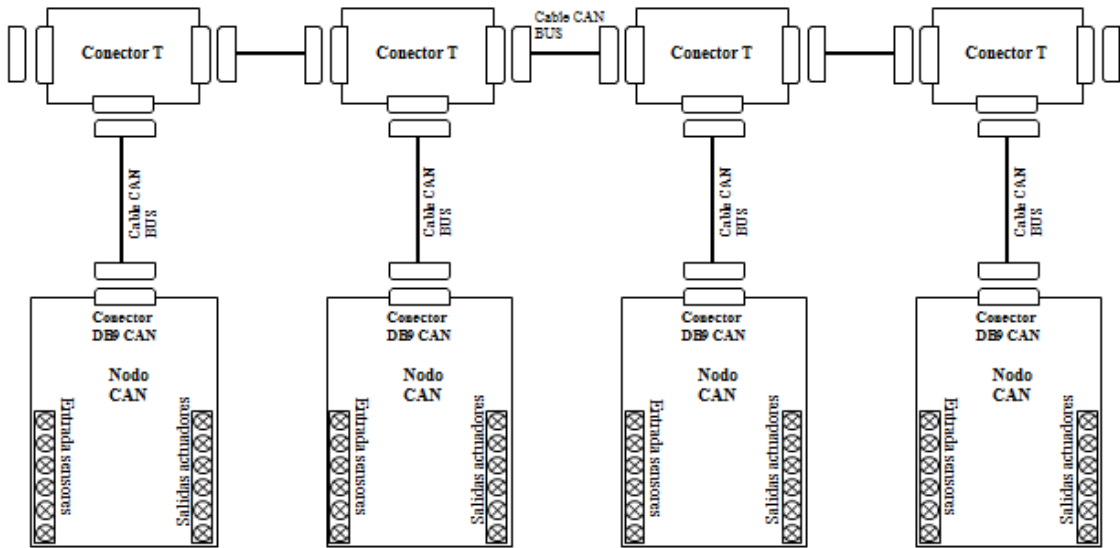 Cable CAN
BUS
Conector T
Conector T
Conector T
Conector T
Cable CAN
BUS
Cable CAN
BUS
Cable CAN
BUS
Cable CAN
BUS
Conector
DB9 CAN
Nodo
CAN
Entrada sensores
Salidas actuadores
Conector
DB9 CAN
Nodo
CAN
Entrada sensores
Salidas actuadores
Conector
DB9 CAN
Nodo
CAN
Entrada sensores
Salidas actuadores
Conector
DB9 CAN
Nodo
CAN
Entrada sensores
Salidas actuadores